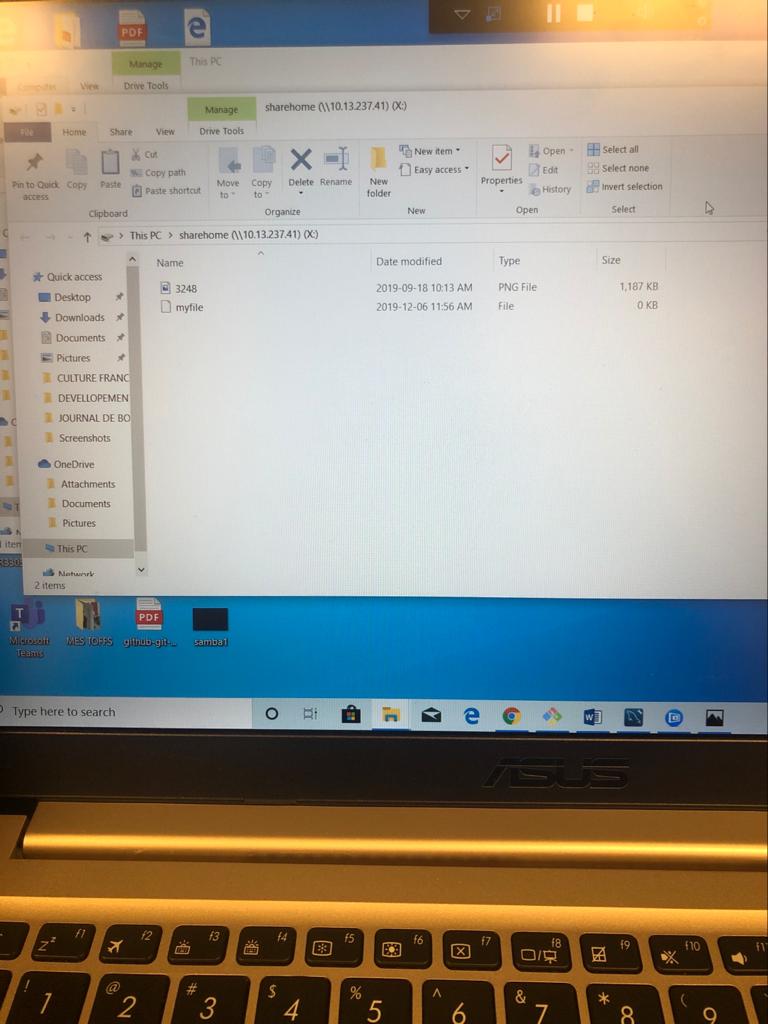 PDF
Manage
This PC
Computer
View
Drive Tools
Manage
sharehome (\\10.13.237.41) (X:)
File
Home
Share
View
Drive Tools
Pin to Quick access
Copy
Paste
Cut
Copy path
Paste shortcut
Move to
Copy to
Delete
Rename
New folder
New item
Easy access
Properties
Open
Edit
History
Select all
Select none
Invert selection
Clipboard
Organize
New
Open
Select
This PC > sharehome (\\10.13.237.41) (X:)
Name
Date modified
Type
Size
3248
2019-09-18 10:13 AM
PNG File
1,187 KB
myfile
2019-12-06 11:56 AM
File
0 KB
Quick access
Desktop
Downloads
Documents
Pictures
CULTURE FRANC
DEVELLOPEMEN
JOURNAL DE BO
Screenshots
OneDrive
Attachments
Documents
Pictures
This PC
Network
2 items
Microsoft Teams
MES TOFFS
PDF
github-git-...
samba1
Type here to search
ASUS
f1
f2
f3
f4
f5
f6
f7
f8
f9
f10
! 1
@ 2
# 3
$ 4
% 5
^ 6
& 7
* 8
( 9